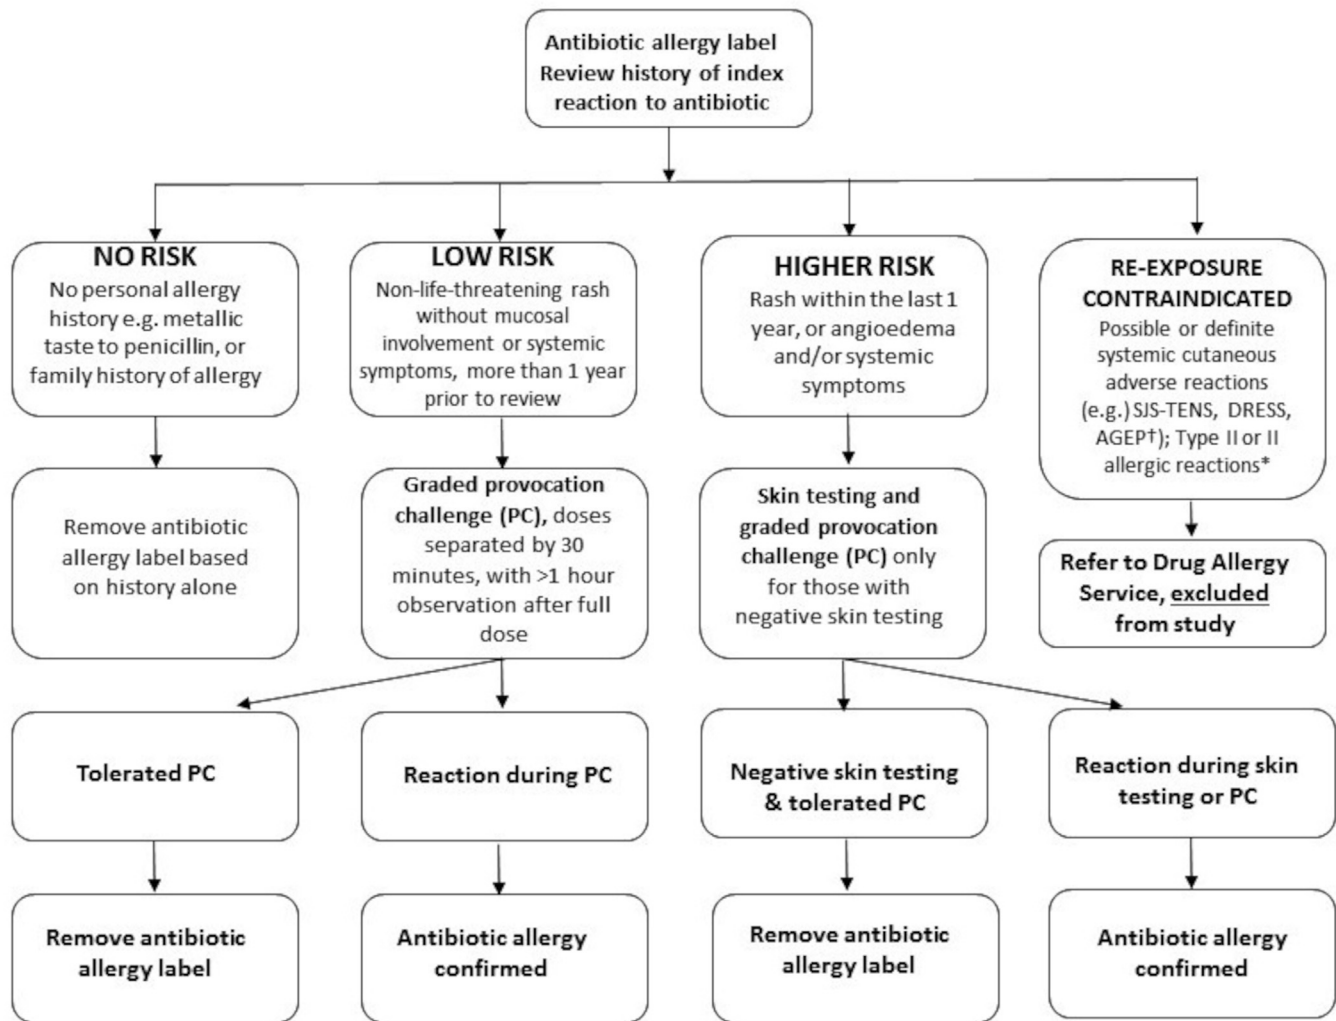 Antibiotic allergy label
Review history of index
reaction to antibiotic
NO RISK
No personal allergy
history e.g. metallic
taste to penicillin, or
family history of allergy
LOW RISK
Non-life-threatening rash
without mucosal
involvement or systemic
symptoms, more than 1 year
prior to review
HIGHER RISK
Rash within the last 1
year, or angioedema
and/or systemic
symptoms
RE-EXPOSURE
CONTRAINDICATED
Possible or definite
systemic cutaneous
adverse reactions
(e.g.) SJS-TENS, DRESS,
AGEP†); Type II or II
allergic reactions*
Remove antibiotic
allergy label based
on history alone
Graded provocation
challenge (PC), doses
separated by 30
minutes, with >1 hour
observation after full
dose
Skin testing and
graded provocation
challenge (PC) only
for those with
negative skin testing
Refer to Drug Allergy
Service, excluded
from study
Tolerated PC
Reaction during PC
Negative skin testing
& tolerated PC
Reaction during skin
testing or PC
Remove antibiotic
allergy label
Antibiotic allergy
confirmed
Remove antibiotic
allergy label
Antibiotic allergy
confirmed